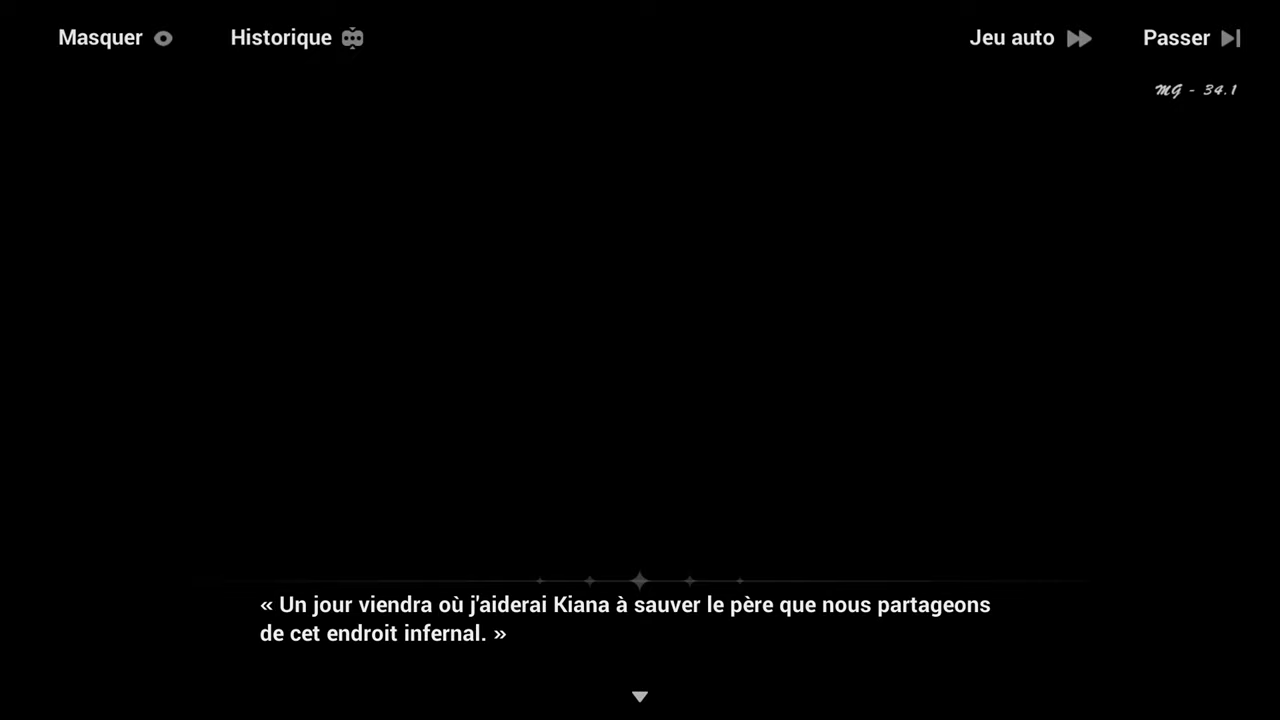 Masquer
Historique
Jeu auto
Passer
MG - 34.1
« Un jour viendra où j'aiderai Kiana à sauver le père que nous partageons
de cet endroit infernal. »